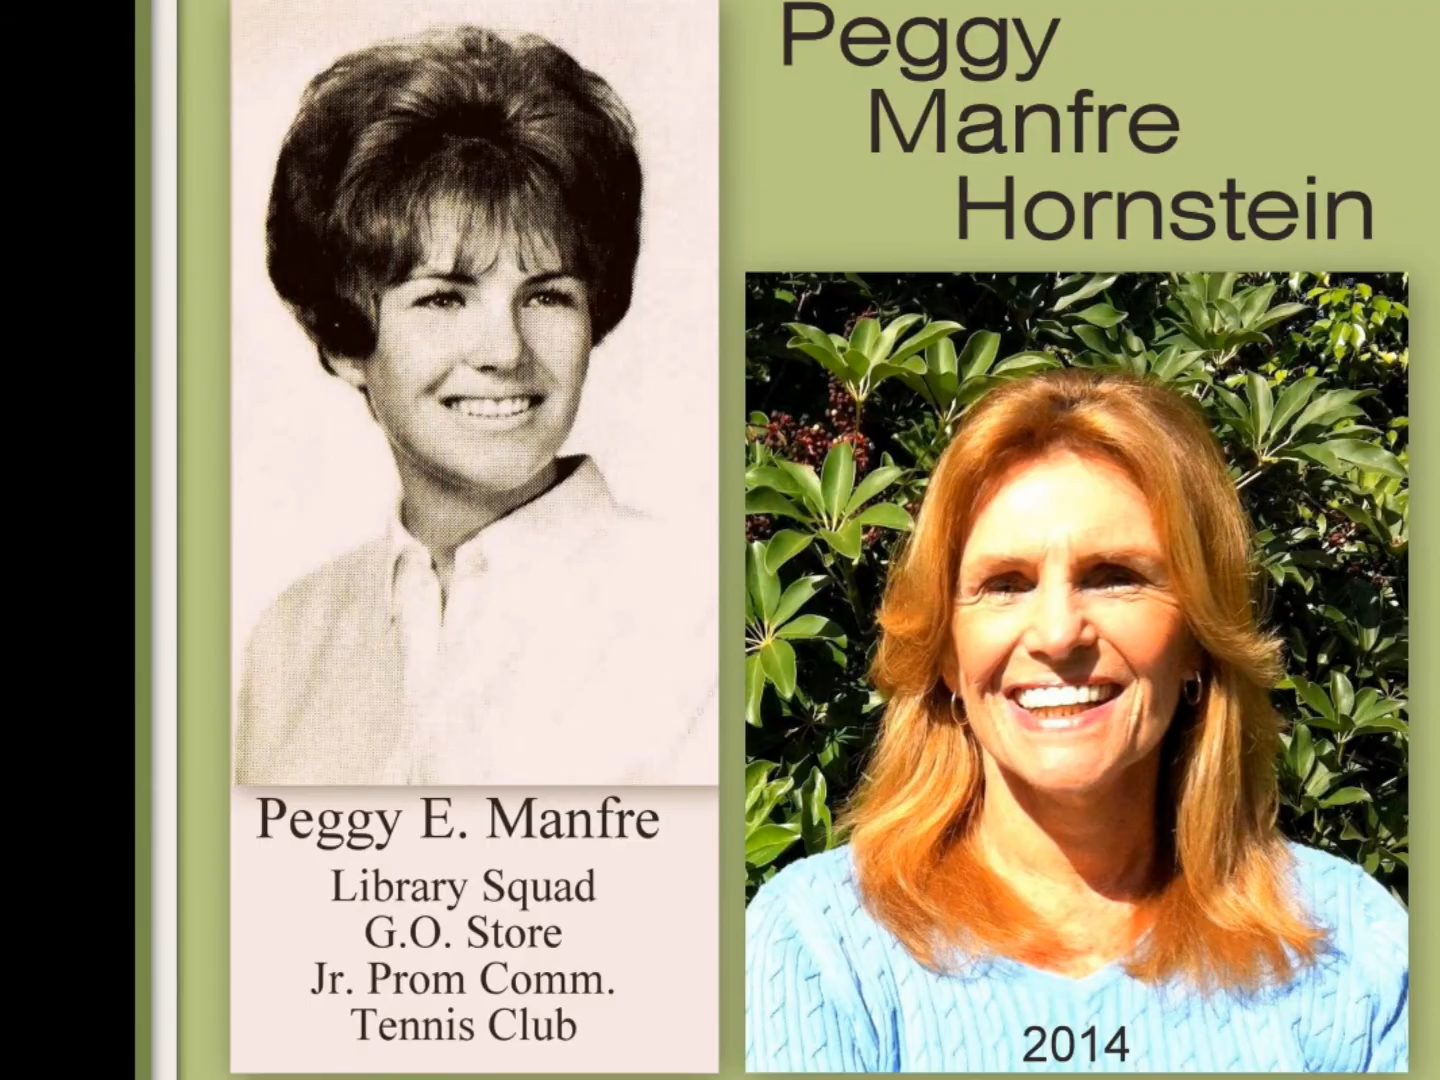 Peggy
Manfre
Hornstein
Peggy E. Manfre
Library Squad
G.O. Store
Jr. Prom Comm.
Tennis Club
2014